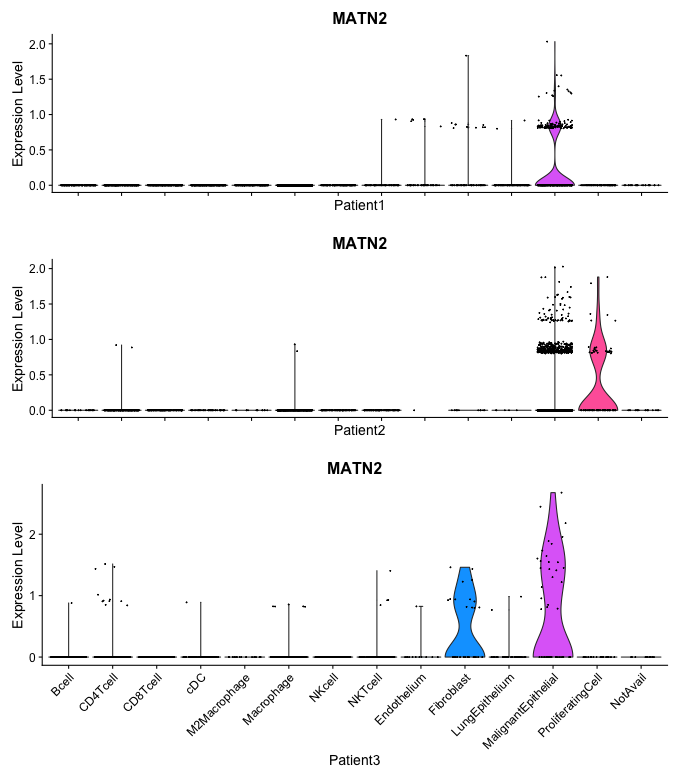 MATN2
2.0
1.5
1.0
0.5
0.0
Expression Level
Patient1
MATN2
2.0
1.5
1.0
0.5
0.0
Expression Level
Patient2
MATN2
2
1
0
Expression Level
Bcell
CD4Tcell
CD8Tcell
cDC
M2Macrophage
Macrophage
NKcell
NKTcell
Endothelium
Fibroblast
LungEpithelium
MalignantEpithelial
ProliferatingCell
NotAvail
Patient3